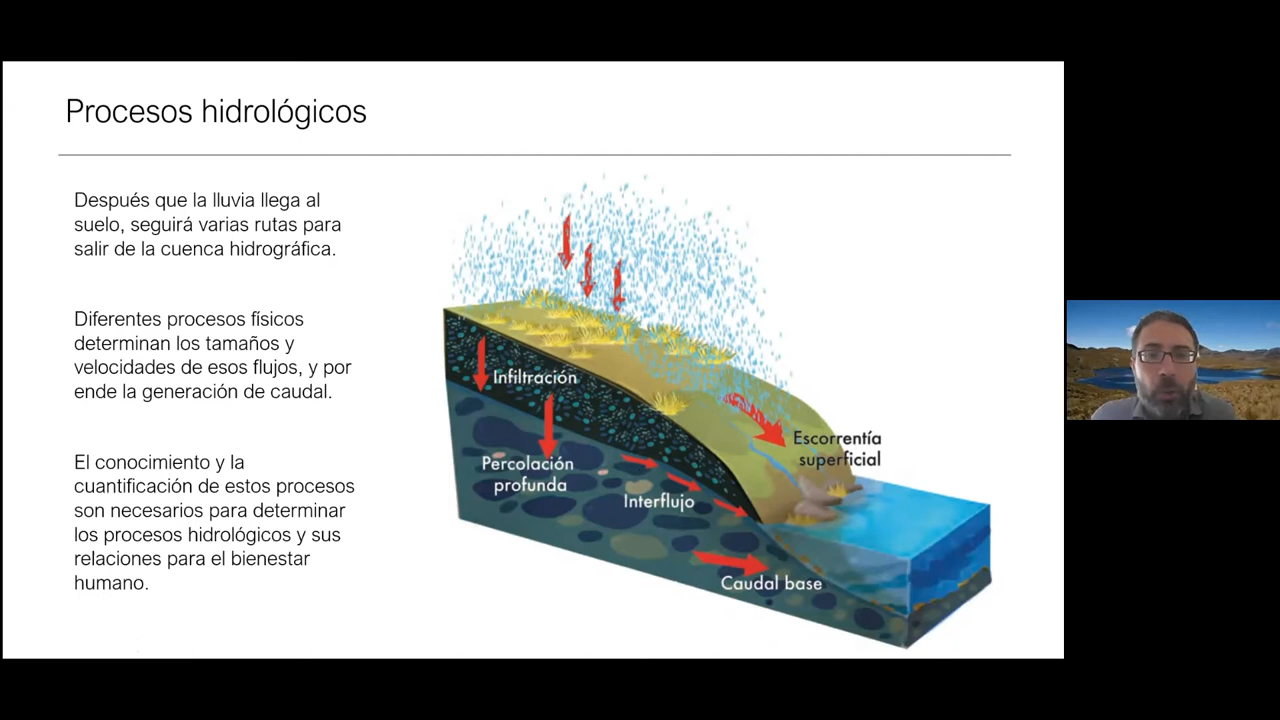 Procesos hidrológicos
Después que la lluvia llega al
suelo, seguirá varias rutas para
salir de la cuenca hidrográfica.
Diferentes procesos físicos
determinan los tamaños y
velocidades de esos flujos, y por
ende la generación de caudal.
El conocimiento y la
cuantificación de estos procesos
son necesarios para determinar
los procesos hidrológicos y sus
relaciones para el bienestar
humano.
Infiltración
Escorrentía
superficial
Percolación
profunda
Interflujo
Caudal base